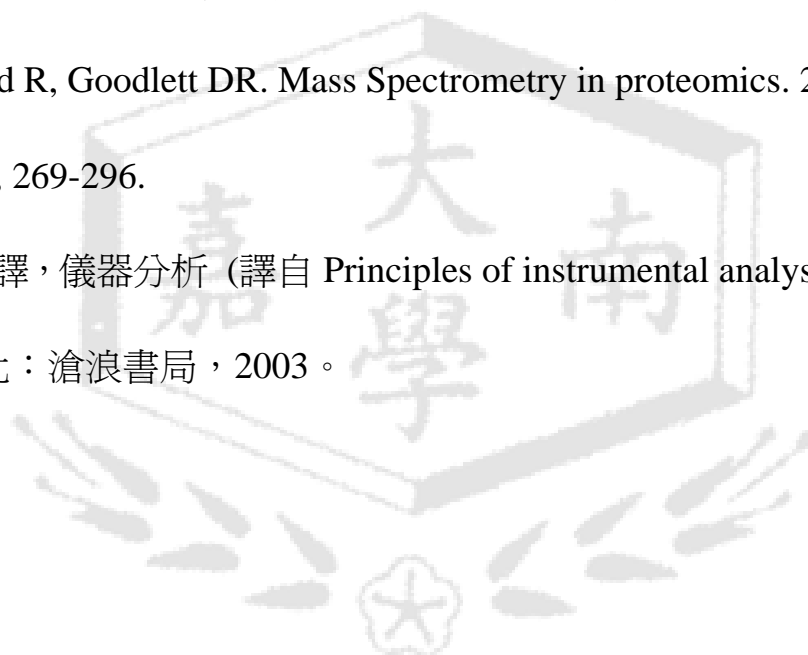 d R, Goodlett DR. Mass Spectrometry in proteomics. 2
, 269-296.
譯，儀器分析 (譯自 Principles of instrumental analys
：滄浪書局，2003。
大
嘉
南
學